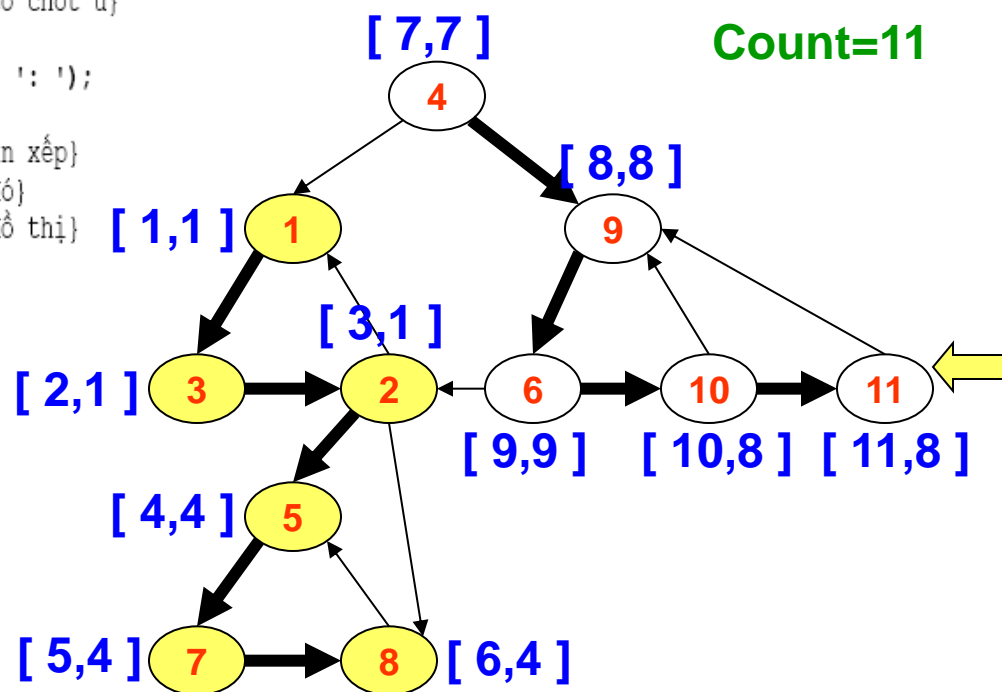 chốt u}
[ 7,7 ]
Count=11
': ');
4
xếp}
[ 8,8 ]
thị}
[ 1,1 ]
1
9
[ 3,1 ]
[ 2,1 ]
3
2
6
10
11
[ 9,9 ]
[ 10,8 ]
[ 11,8 ]
[ 4,4 ]
5
[ 5,4 ]
7
8
[ 6,4 ]